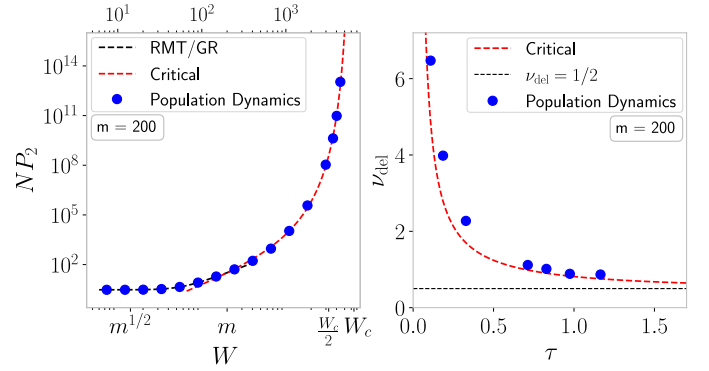 10^1 10^2 10^3
10^14
10^11
10^8
10^5
10^2
NP_2
RMT/GR
Critical
Population Dynamics
m = 200
m^{1/2} m W_c/2 W_c
W
6
4
2
0
ν_del
Critical
ν_del = 1/2
Population Dynamics
m = 200
0.0 0.5 1.0 1.5
τ